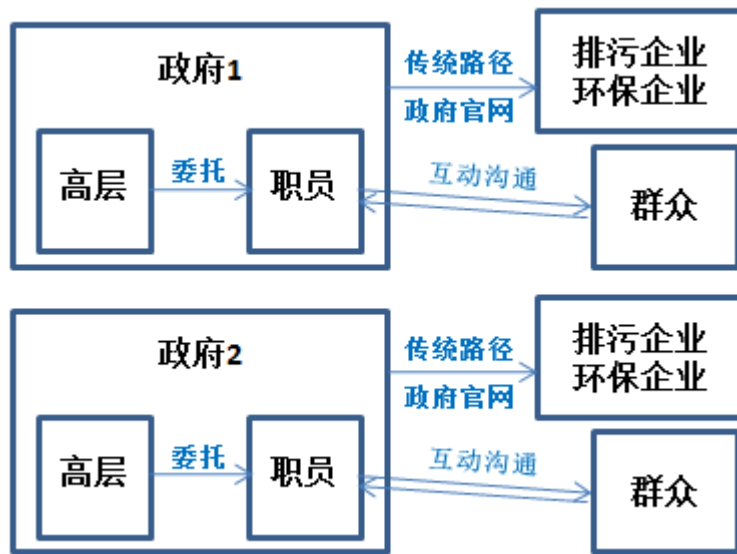 政府1
传统路径
政府官网
排污企业
环保企业
高层
委托
职员
互动沟通
群众
政府2
传统路径
政府官网
排污企业
环保企业
高层
委托
职员
互动沟通
群众